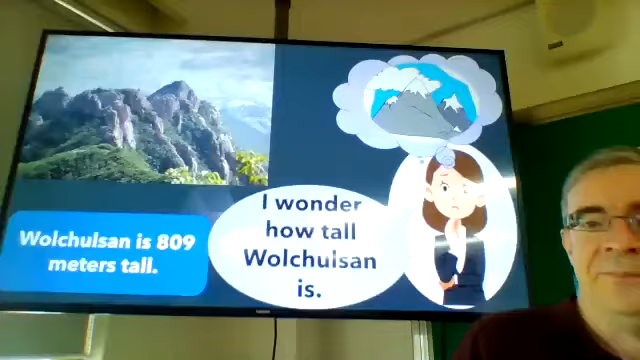 Wolchulsan is 809
meters tall.
I wonder
how tall
Wolchulsan
is.